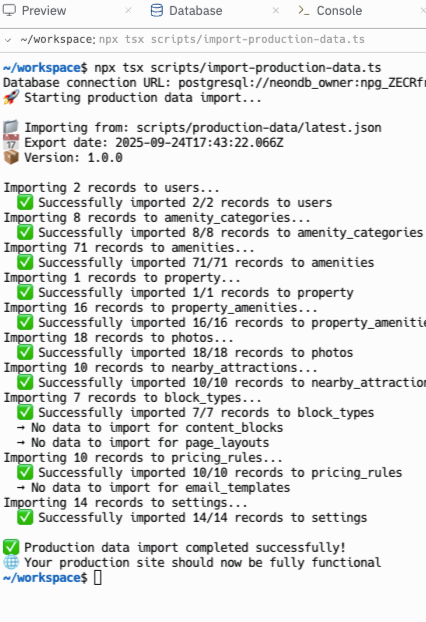 Preview × Database × Console ×
~/workspace: npx tsx scripts/import-production-data.ts
~/workspace$ npx tsx scripts/import-production-data.ts
Database connection URL: postgresql://neondb_owner:npg_ZECRf
🚀 Starting production data import...
📁 Importing from: scripts/production-data/latest.json
📅 Export date: 2025-09-24T17:43:22.066Z
📦 Version: 1.0.0
Importing 2 records to users...
✅ Successfully imported 2/2 records to users
Importing 8 records to amenity_categories...
✅ Successfully imported 8/8 records to amenity_categories
Importing 71 records to amenities...
✅ Successfully imported 71/71 records to amenities
Importing 1 records to property...
✅ Successfully imported 1/1 records to property
Importing 16 records to property_amenities...
✅ Successfully imported 16/16 records to property_amenitie
Importing 18 records to photos...
✅ Successfully imported 18/18 records to photos
Importing 10 records to nearby_attractions...
✅ Successfully imported 10/10 records to nearby_attraction
Importing 7 records to block_types...
✅ Successfully imported 7/7 records to block_types
→ No data to import for content_blocks
→ No data to import for page_layouts
Importing 10 records to pricing_rules...
✅ Successfully imported 10/10 records to pricing_rules
→ No data to import for email_templates
Importing 14 records to settings...
✅ Successfully imported 14/14 records to settings
✅ Production data import completed successfully!
🌐 Your production site should now be fully functional
~/workspace$